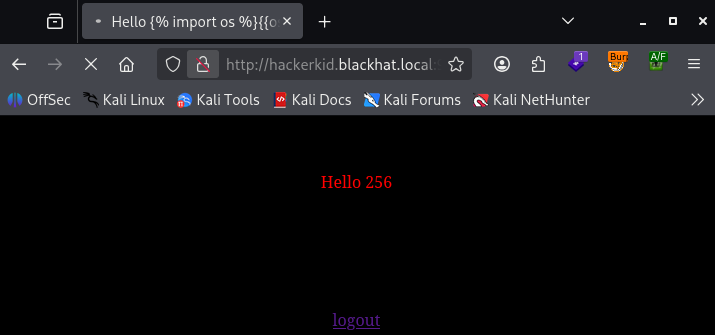 Hello {% import os %}{{o
http://hackerkid.blackhat.local:
1
Burp
A/F
OffSec
Kali Linux
Kali Tools
Kali Docs
Kali Forums
Kali NetHunter
Hello 256
logout